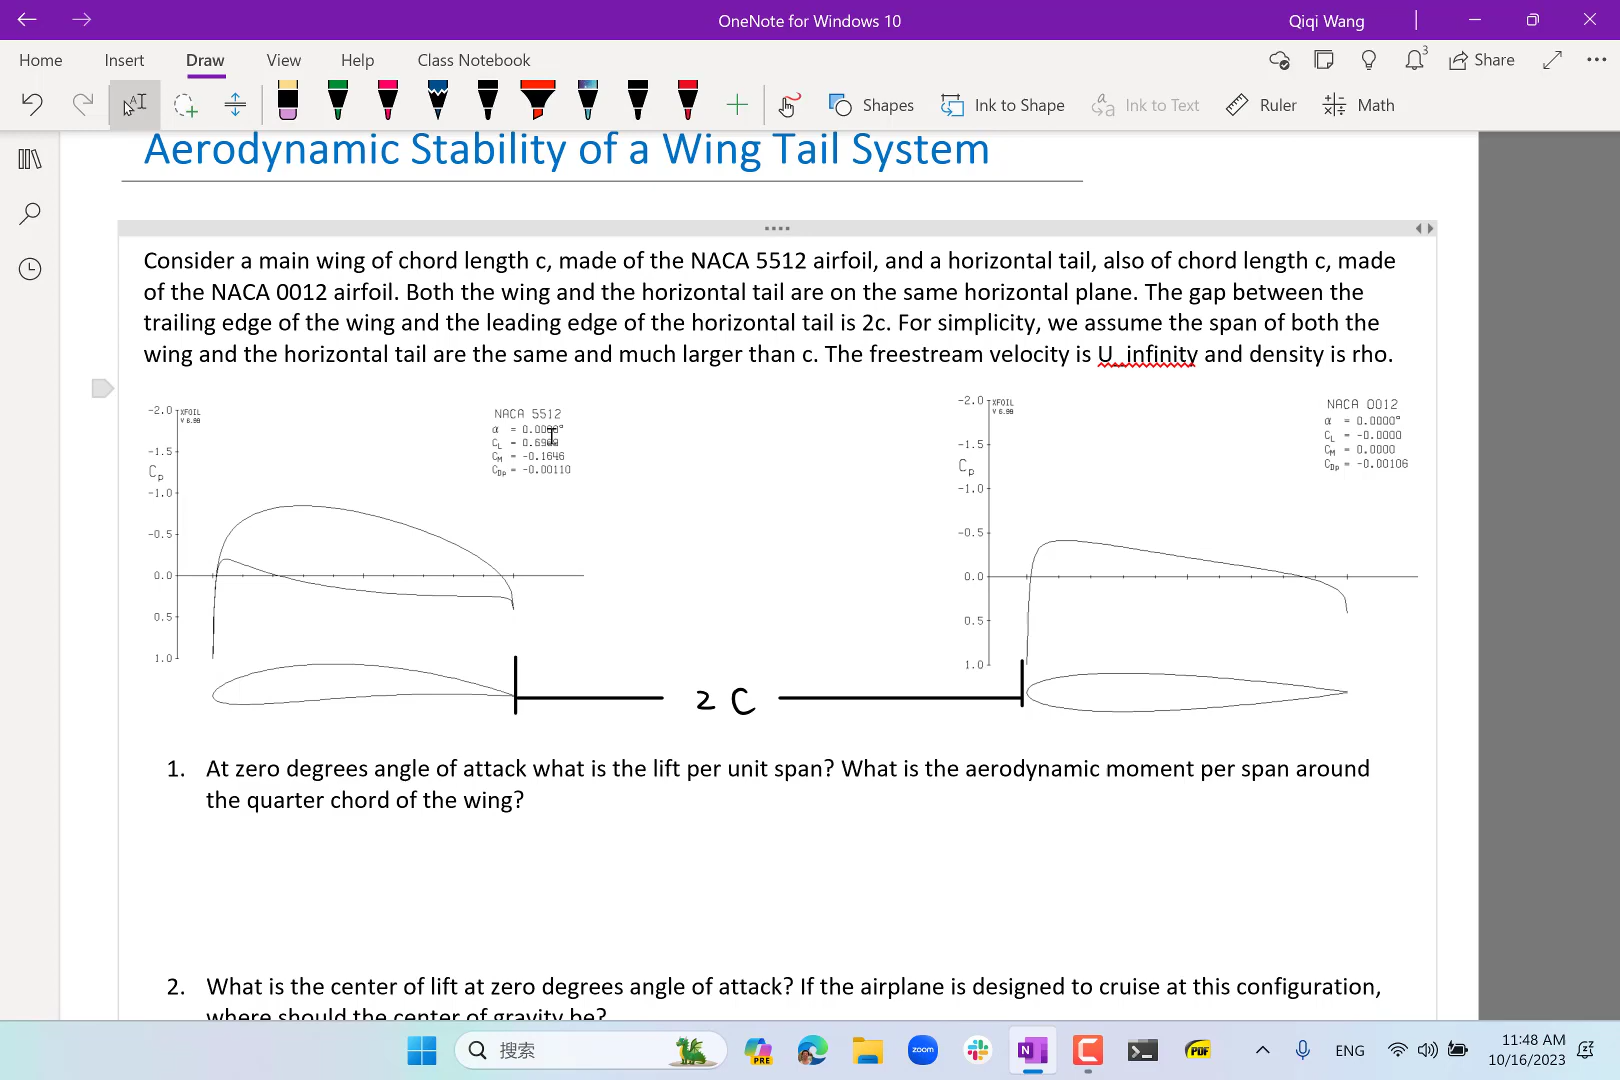 OneNote for Windows 10
Qiqi Wang
Home Insert Draw View Help Class Notebook
3
Share
Shapes Ink to Shape Ink to Text Ruler Math
Aerodynamic Stability of a Wing Tail System
Consider a main wing of chord length c, made of the NACA 5512 airfoil, and a horizontal tail, also of chord length c, made
of the NACA 0012 airfoil. Both the wing and the horizontal tail are on the same horizontal plane. The gap between the
trailing edge of the wing and the leading edge of the horizontal tail is 2c. For simplicity, we assume the span of both the
wing and the horizontal tail are the same and much larger than c. The freestream velocity is U_infinity and density is rho.
-2.0
XFOIL
V 6.99
NACA 5512
α = 0.0000°
CL =
CM = -0.1646
CDp = -0.00110
-1.5
Cp
-1.0
-0.5
0.0
0.5
1.0
-2.0
XFOIL
V 6.99
NACA 0012
α = 0.0000°
CL = -0.0000
CM = 0.0000
CDp = -0.00106
-1.5
Cp
-1.0
-0.5
0.0
0.5
1.0
2 C
1. At zero degrees angle of attack what is the lift per unit span? What is the aerodynamic moment per span around
the quarter chord of the wing?
2. What is the center of lift at zero degrees angle of attack? If the airplane is designed to cruise at this configuration,
where should the center of gravity be?
搜索
PRE
zoom
N
PDF
ENG
11:48 AM
10/16/2023